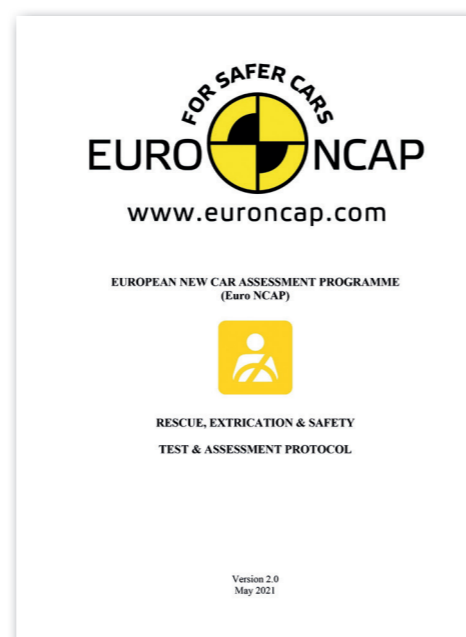 FOR SAFER CARS
EURO NCAP
www.euroncap.com
EUROPEAN NEW CAR ASSESSMENT PROGRAMME
(Euro NCAP)
RESCUE, EXTRICATION & SAFETY
TEST & ASSESSMENT PROTOCOL
Version 2.0
May 2021